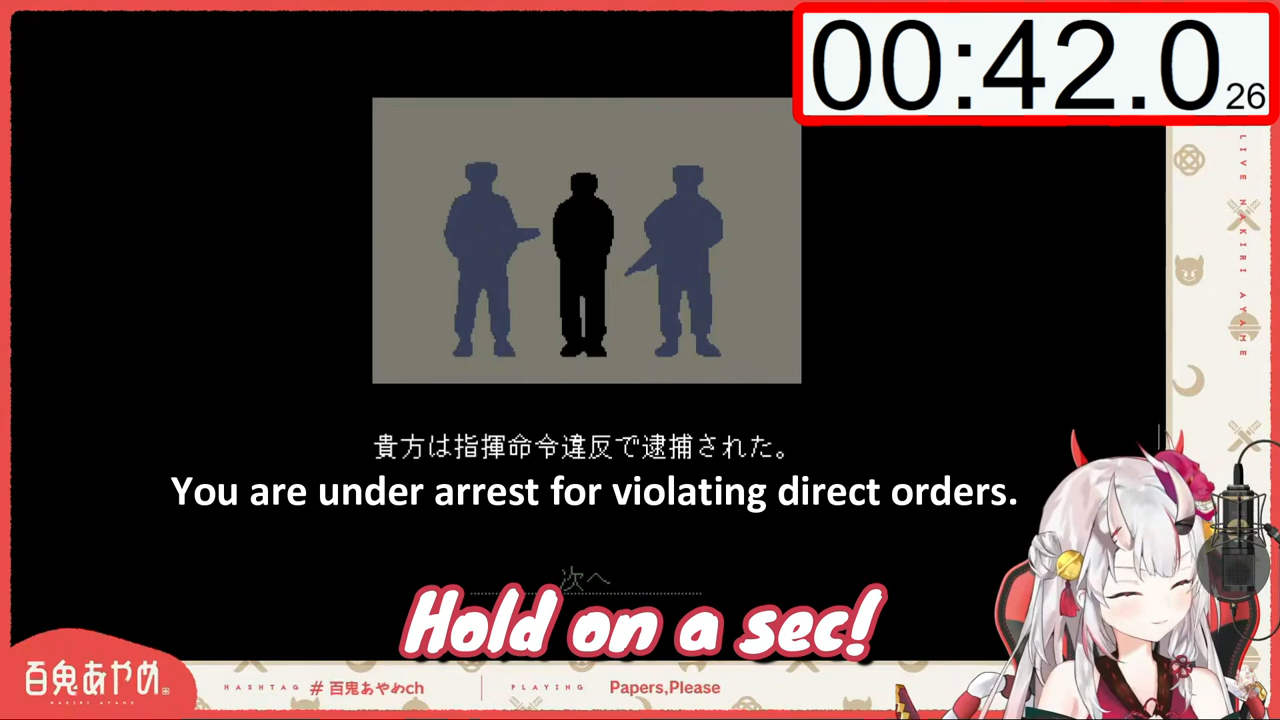 00:42.026
LIVE NAKIRI AYAME
貴方は指揮命令違反で逮捕された。
You are under arrest for violating direct orders.
次へ
Hold on a sec!
百鬼あやめ
NAKIRI AYAME
HASHTAG #百鬼あやめch
PLAYING Papers,Please